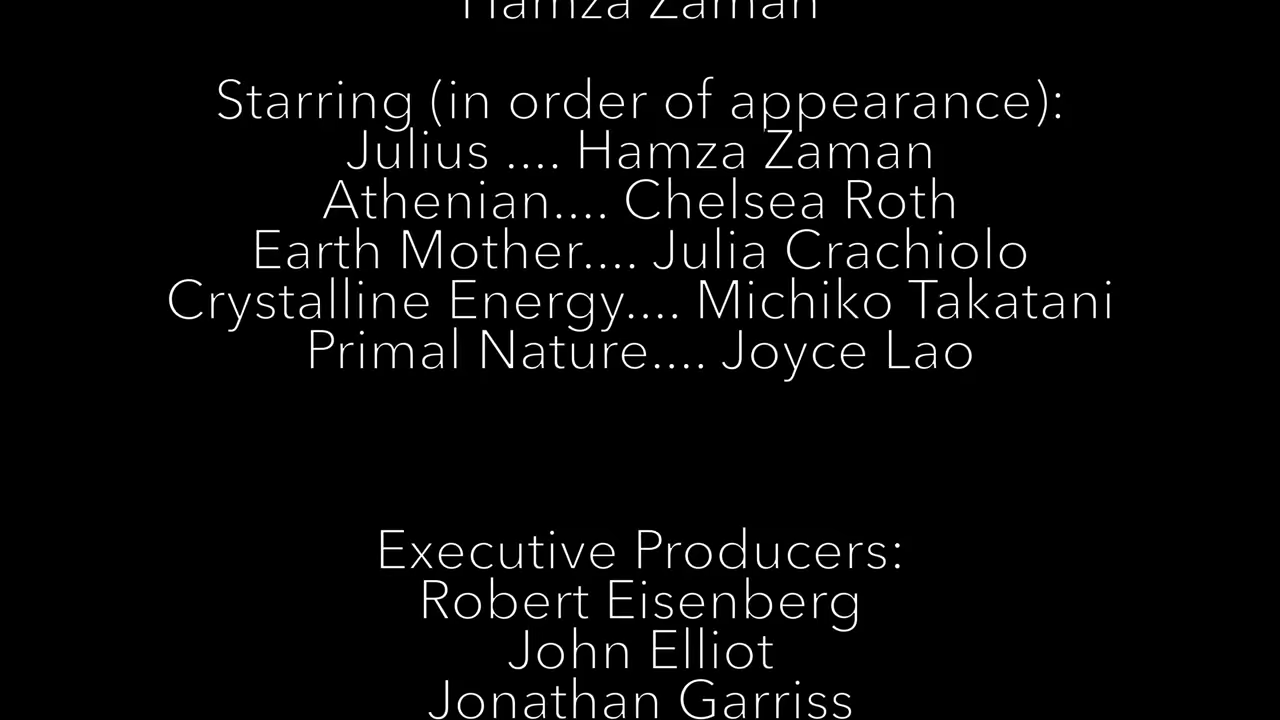 Hamza Zaman
Starring (in order of appearance):
Julius .... Hamza Zaman
Athenian.... Chelsea Roth
Earth Mother.... Julia Crachiolo
Crystalline Energy.... Michiko Takatani
Primal Nature.... Joyce Lao
Executive Producers:
Robert Eisenberg
John Elliot
Jonathan Garriss